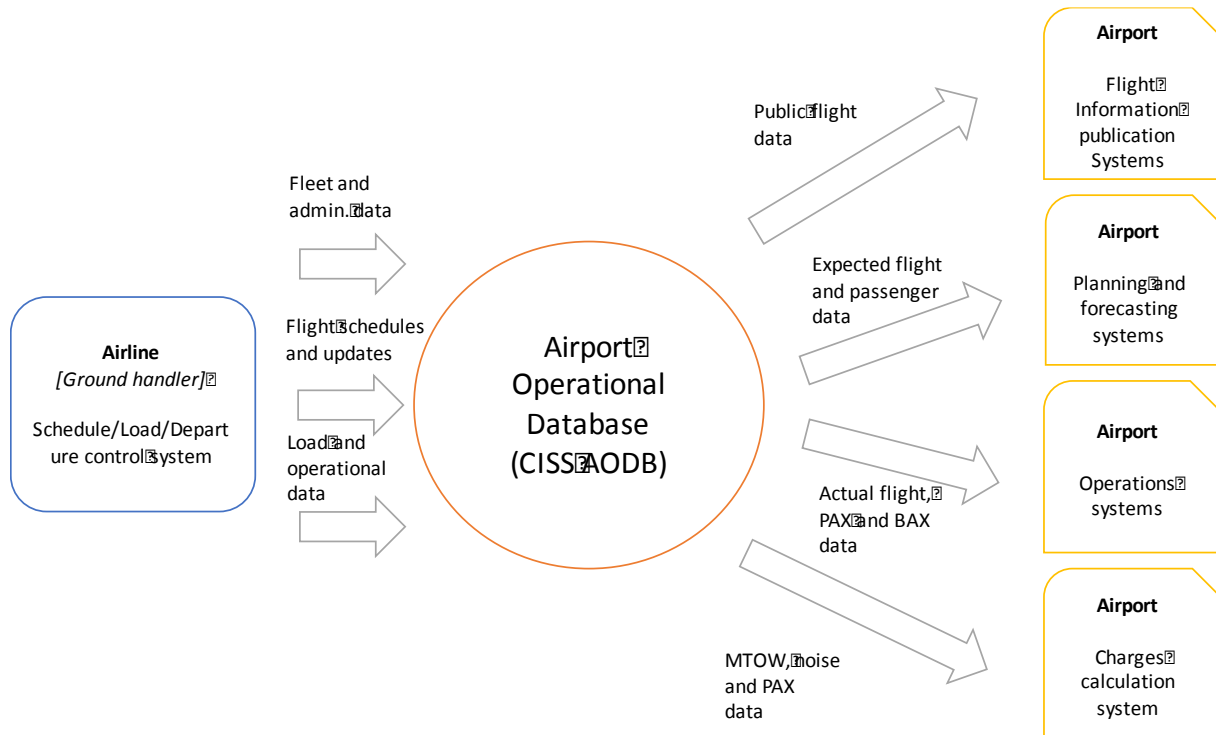 Airline
[Ground handler]
Schedule/Load/Depart
ure control system
Fleet and
admin. data
Flight schedules
and updates
Load and
operational
data
Airport
Operational
Database
(CISS AODB)
Public flight
data
Expected flight
and passenger
data
Actual flight,
PAX and BAX
data
MTOW, noise
and PAX
data
Airport
Flight
Information
publication
Systems
Airport
Planning and
forecasting
systems
Airport
Operations
systems
Airport
Charges
calculation
system